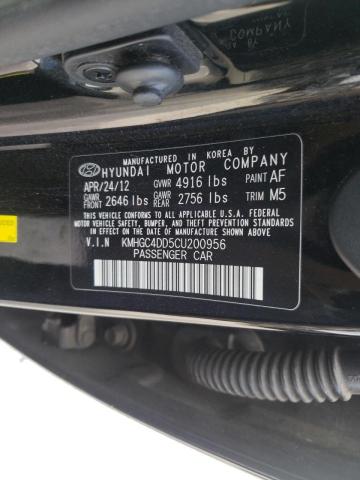 MANUFACTURED IN KOREA BY
HYUNDAI MOTOR COMPANY
APR/24/12 GVWR 4916 lbs PAINT AF
GAWR FRONT 2646 lbs GAWR REAR 2756 lbs TRIM M5
THIS VEHICLE CONFORMS TO ALL APPLICABLE U.S. FEDERAL
MOTOR VEHICLE SAFETY, BUMPER, AND THEFT PREVENTION STANDARDS
IN EFFECT ON THE DATE OF MANUFACTURE SHOWN ABOVE.
V.I.N KMHGC4DD5CU200956
PASSENGER CAR
BY
COMPANY